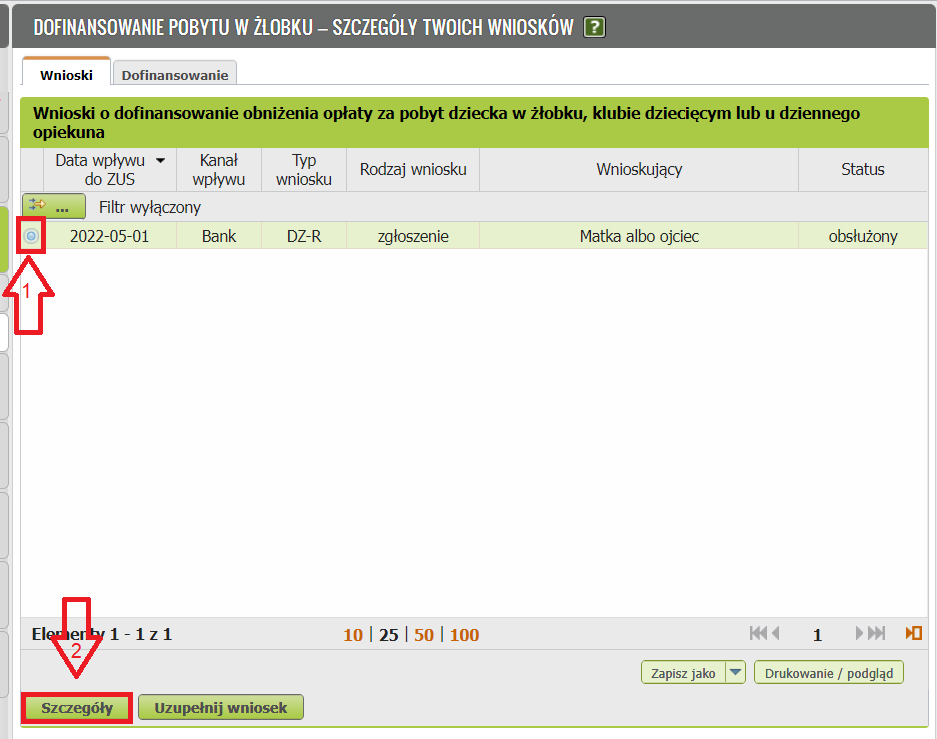 DOFINANSOWANIE POBYTU W ŻLOBKU – SZCZEGÓLY TWOICH WNIOSKÓW ?
Wnioski Dofinansowanie
Wnioski o dofinansowanie obniżenia opłaty za pobyt dziecka w żłobku, klubie dziecięcym lub u dziennego
opiekuna
Data wpływu do ZUS
Kanał wpływu
Typ wniosku
Rodzaj wniosku
Wnioskujący
Status
... Filtr wyłączony
2022-05-01 Bank DZ-R zgłoszenie Matka albo ojciec obsłużony
1
Elementy 1 - 1 z 1 10 | 25 | 50 | 100 1
2
Zapisz jako Drukowanie / podgląd
Szczegóły Uzupełnij wniosek